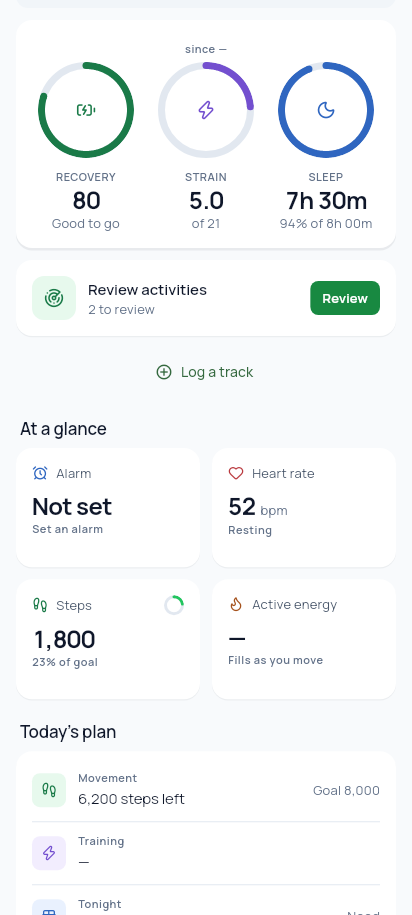 since —
RECOVERY
STRAIN
SLEEP
80
5.0
7h 30m
Good to go
of 21
94% of 8h 00m
Review activities
2 to review
Review
Log a track
At a glance
Alarm
Not set
Set an alarm
Heart rate
52 bpm
Resting
Steps
1,800
23% of goal
Active energy
—
Fills as you move
Today's plan
Movement
6,200 steps left
Goal 8,000
Training
—
Tonight
Need